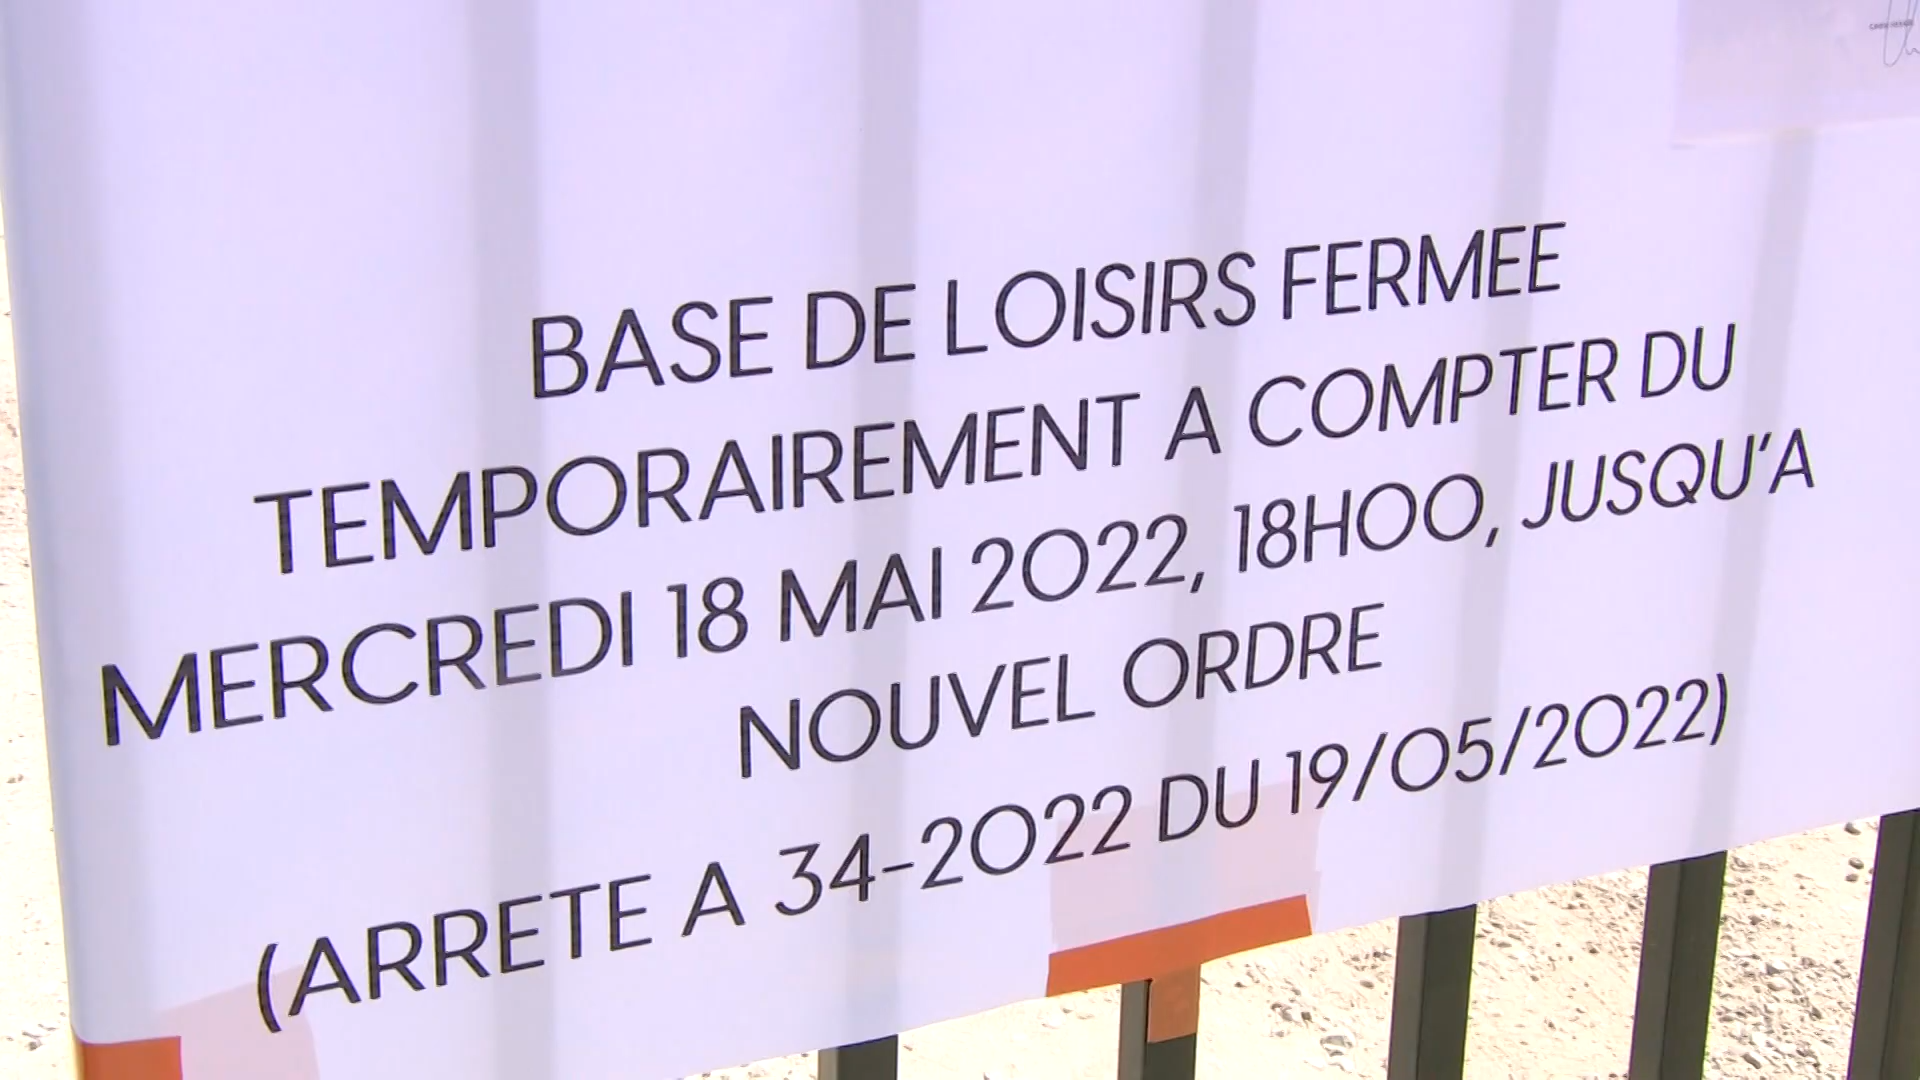 BASE DE LOISIRS FERMEE
TEMPORAIREMENT A COMPTER DU
MERCREDI 18 MAI 2022, 18H00, JUSQU'A
NOUVEL ORDRE
(ARRETE A 34-2022 DU 19/05/2022)